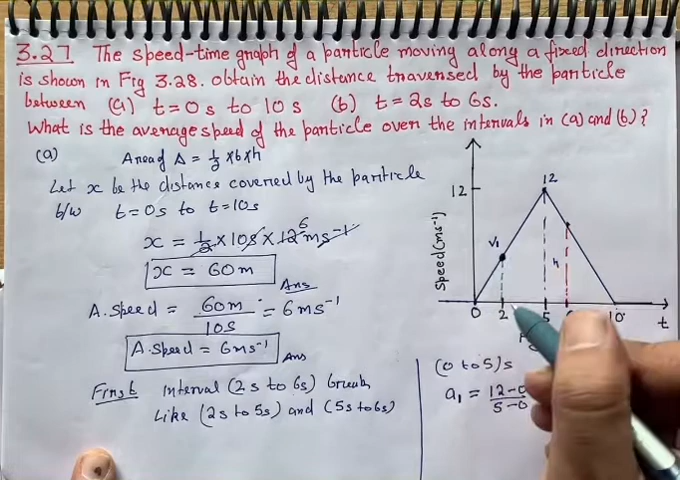 3.27 The speed-time graph of a particle moving along a fixed direction
is shown in Fig 3.28. obtain the distance traversed by the particle
between (a) t = 0s to 10s (b) t = 2s to 6s.
What is the average speed of the particle over the intervals in (a) and (b)?
(a) Area of Δ = 1/2 × b × h
Let x be the distance covered by the particle
b/w t = 0s to t = 10s
x = 1/2 × 10s × 12 6 ms⁻¹
x = 60m
Ans
A. speed = 60m / 10s = 6ms⁻¹
A. Speed = 6ms⁻¹ Ans
First Interval (2s to 6s) break
Like (2s to 5s) and (5s to 6s)
Speed (ms⁻¹)
12
12
V₁
h
0 2 5 10
t
(0 to 5)s
a₁ = 12-0 / 5-0